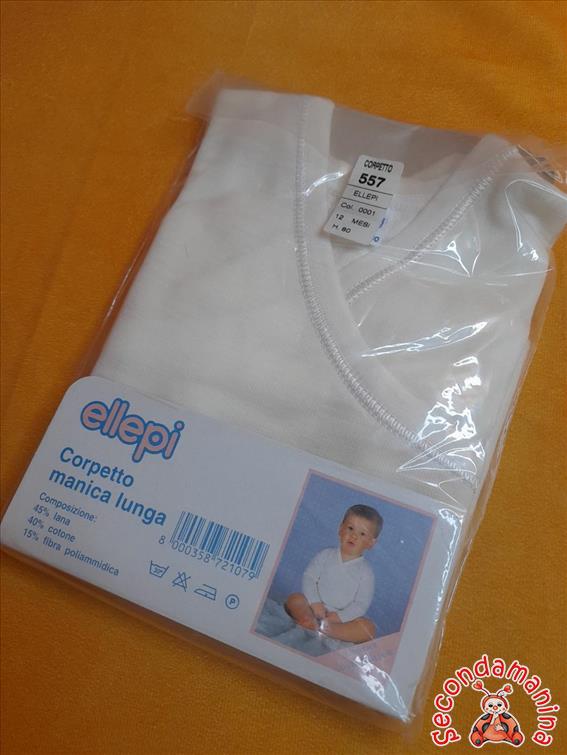 CORPETTO
557
ELLEPI
Col. 0001
12 MESI
H. 80
ellepi
Corpetto
manica lunga
Composizione:
45% lana
40% cotone
15% fibra poliammidica
8 000358 721079
P
Secondamanina